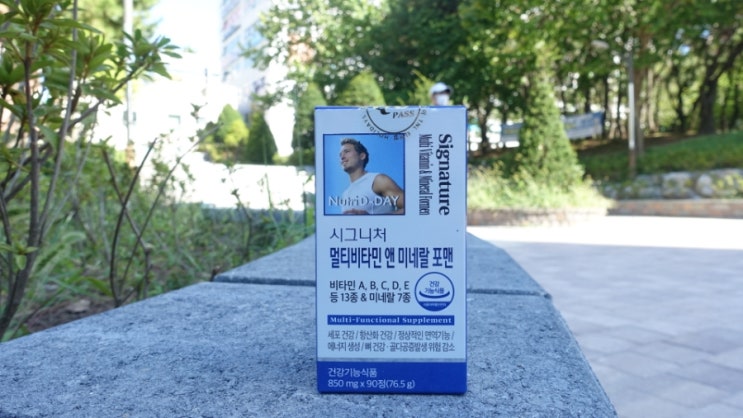 PASS
NUTRI D-DAY
Signature
Multi Vitamin & Mineral Formen
시그니처
멀티비타민 앤 미네랄 포맨
비타민 A, B, C, D, E
등 13종 & 미네랄 7종
건강
기능식품
Multi-Functional Supplement
세포 건강 / 항산화 건강 / 정상적인 면역기능 /
에너지 생성 / 뼈 건강 · 골다공증발생 위험 감소
건강기능식품
850 mg x 90정(76.5 g)